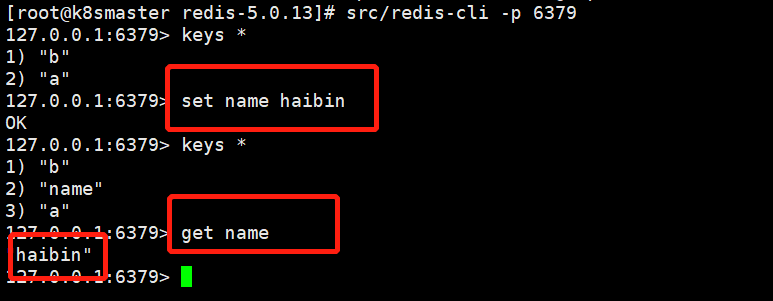 [root@k8smaster redis-5.0.13]# src/redis-cli -p 6379
127.0.0.1:6379> keys *
1) "b"
2) "a"
127.0.0.1:6379> set name haibin
OK
127.0.0.1:6379> keys *
1) "b"
2) "name"
3) "a"
127.0.0.1:6379> get name
haibin"
127.0.0.1:6379>